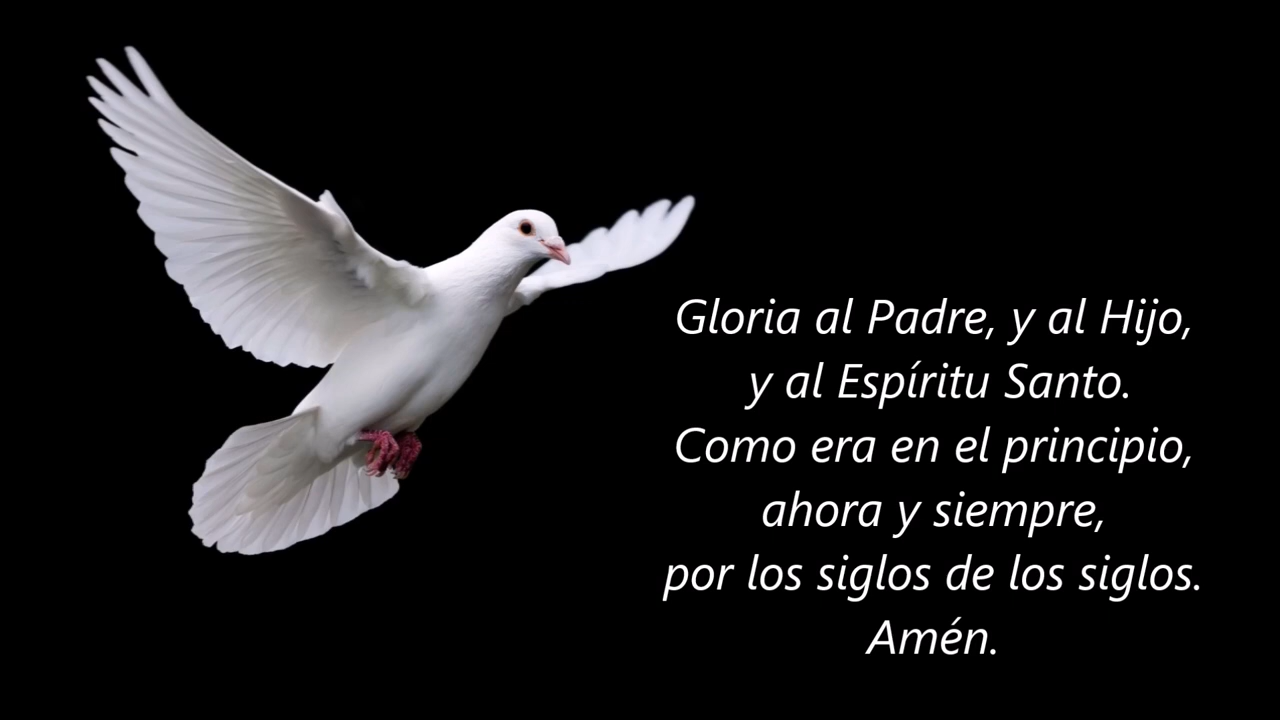 Gloria al Padre, y al Hijo,
y al Espíritu Santo.
Como era en el principio,
ahora y siempre,
por los siglos de los siglos.
Amén.